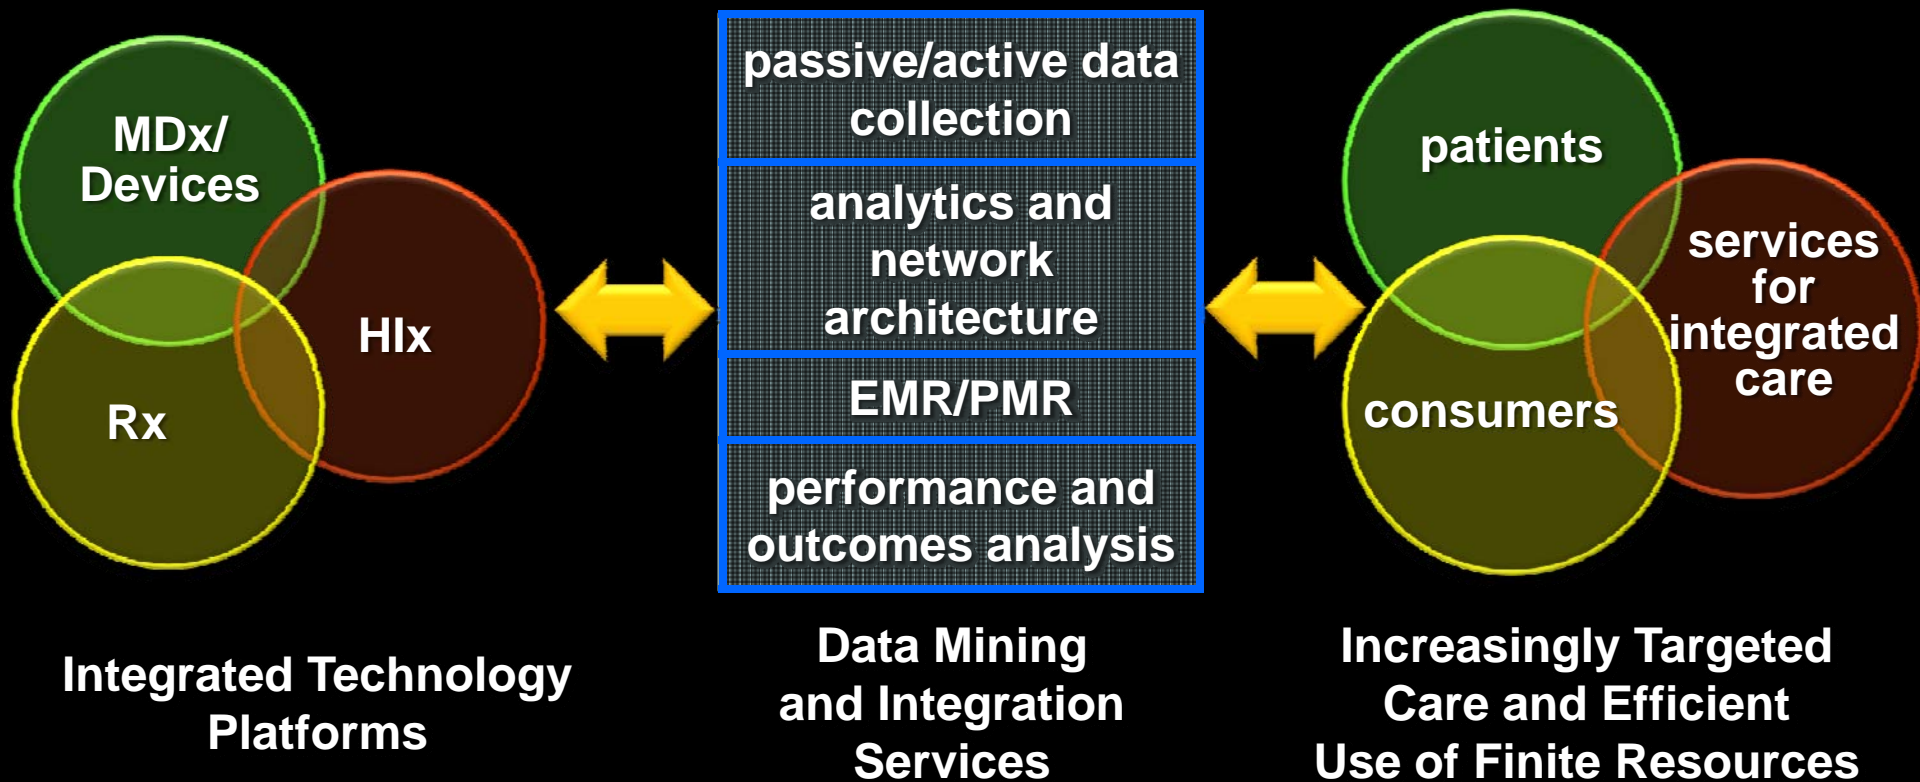 MDx/
Devices
HIx
Rx
Integrated Technology
Platforms
passive/active data
collection
analytics and
network
architecture
EMR/PMR
performance and
outcomes analysis
Data Mining
and Integration
Services
patients
services
for
integrated
care
consumers
Increasingly Targeted
Care and Efficient
Use of Finite Resources